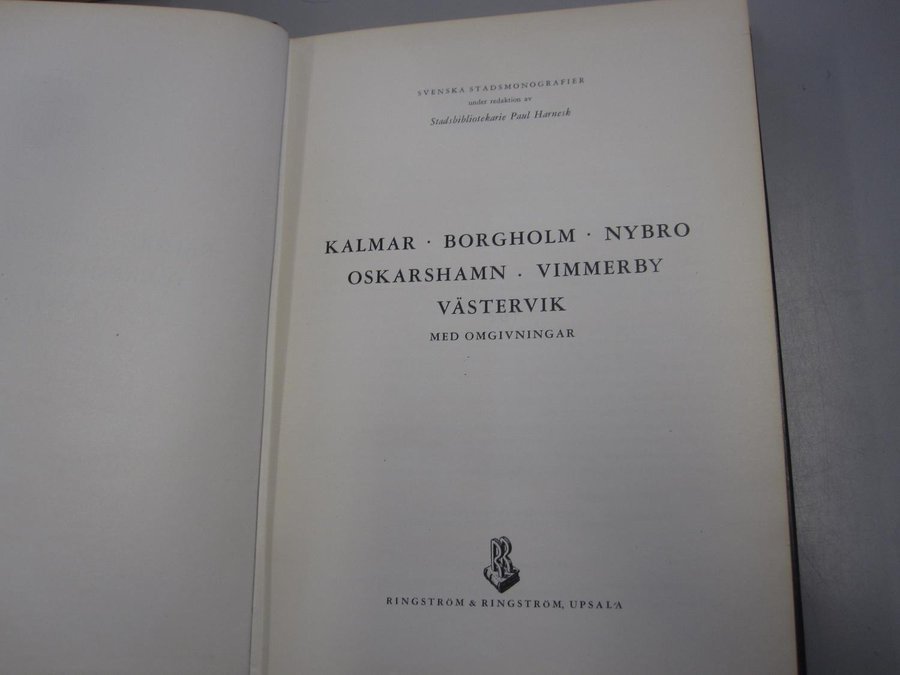 SVENSKA STADSMONOGRAFIER
under redaktion av
Stadsbibliotekarie Paul Harnesk
KALMAR · BORGHOLM · NYBRO
OSKARSHAMN · VIMMERBY
VÄSTERVIK
MED OMGIVNINGAR
RR
RINGSTRÖM & RINGSTRÖM, UPSALA